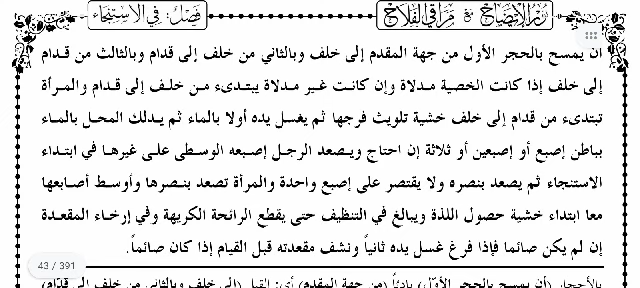 نور الإيضاح مع مراقي الفلاح
فصل: في الاستنجاء
ان يمسح بالحجر الأول من جهة المقدم إلى خلف وبالثاني من خلف إلى قدام وبالثالث من قدام
إلى خلف إذا كانت الخصية مدلاة وإن كانت غير مدلاة يبتدىء من خلف إلى قدام والمرأة
تبتدىء من قدام إلى خلف خشية تلويث فرجها ثم يغسل يده أولا بالماء ثم يدلك المحل بالماء
بباطن إصبع أو إصبعين أو ثلاثة إن احتاج ويصعد الرجل إصبعه الوسطى على غيرها في ابتداء
الاستنجاء ثم يصعد بنصره ولا يقتصر على إصبع واحدة والمرأة تصعد بنصرها وأوسط أصابعها
معا ابتداء خشية حصول اللذة ويبالغ في التنظيف حتى يقطع الرائحة الكريهة وفي إرخاء المقعدة
إن لم يكن صائما فإذا فرغ غسل يده ثانياً ونشف مقعدته قبل القيام إذا كان صائماً.
43 / 391
بالأحجار (أن يمسح بالحجر الأول) بادئاً (من جهة المقدم) أي: القبل (إلى خلف وبالثاني من خلف إلى قدّام)